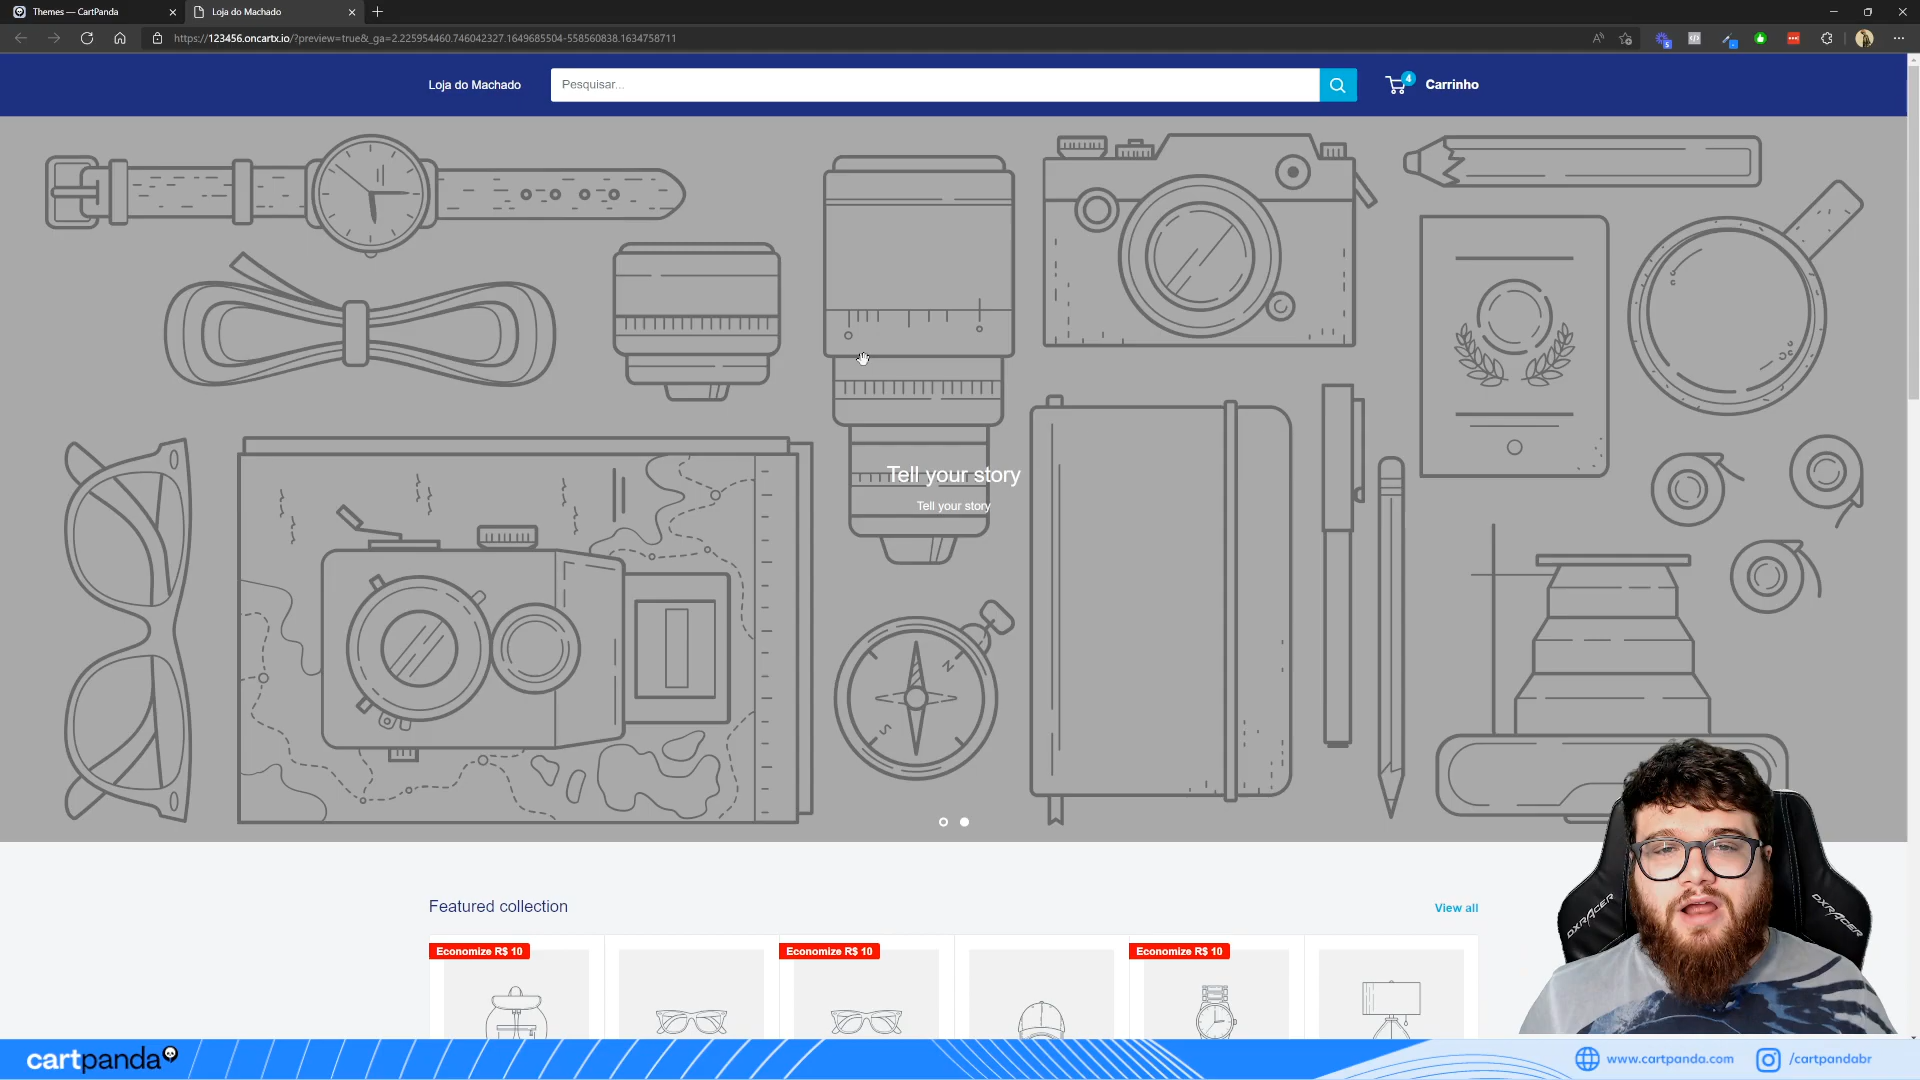 Themes — CartPanda
Loja do Machado
https://123456.oncartx.io/?preview=true&_ga=2.225954460.746042327.1649685504-558560838.1634758711
Loja do Machado
Pesquisar...
4
Carrinho
Tell your story
Tell your story
N
S
Featured collection
View all
Economize R$ 10
Economize R$ 10
Economize R$ 10
DXRACER
DXRACER
cartpanda
www.cartpanda.com
/cartpandabr